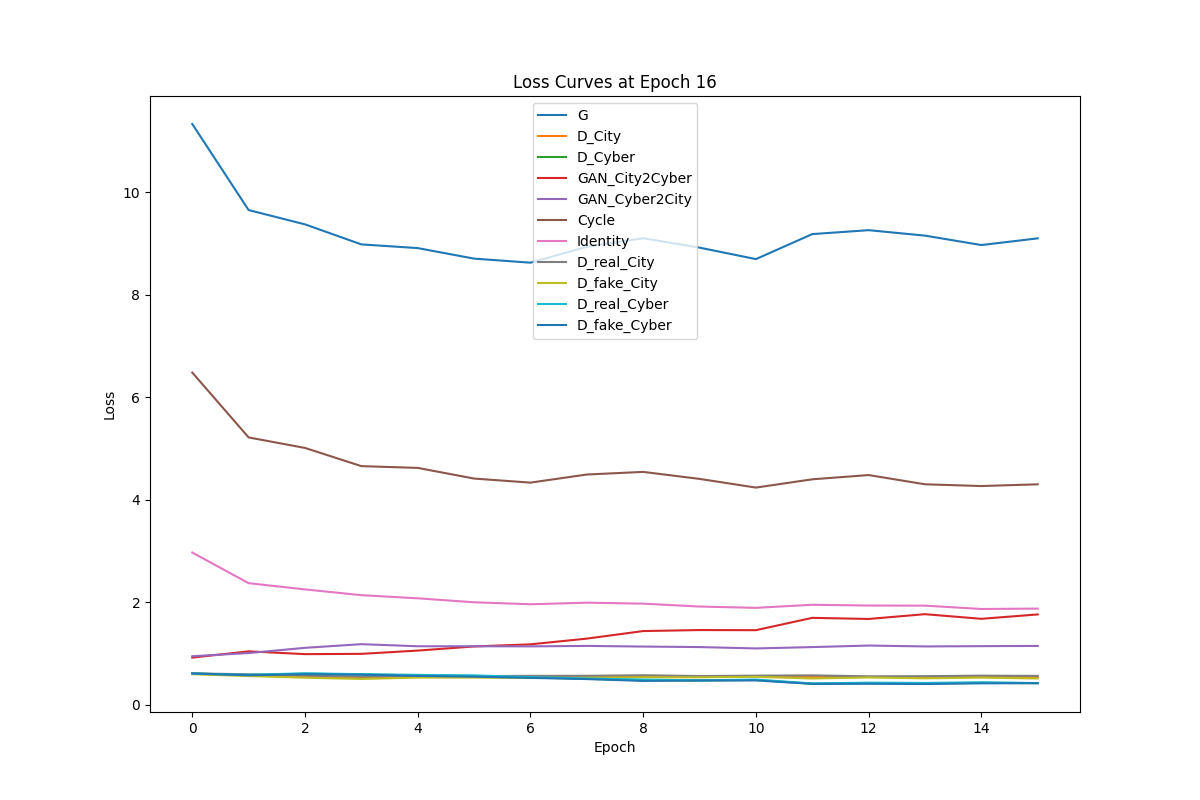 Loss Curves at Epoch 16
G
D_City
D_Cyber
GAN_City2Cyber
GAN_Cyber2City
Cycle
Identity
D_real_City
D_fake_City
D_real_Cyber
D_fake_Cyber
10
8
6
4
2
0
Loss
0 2 4 6 8 10 12 14
Epoch